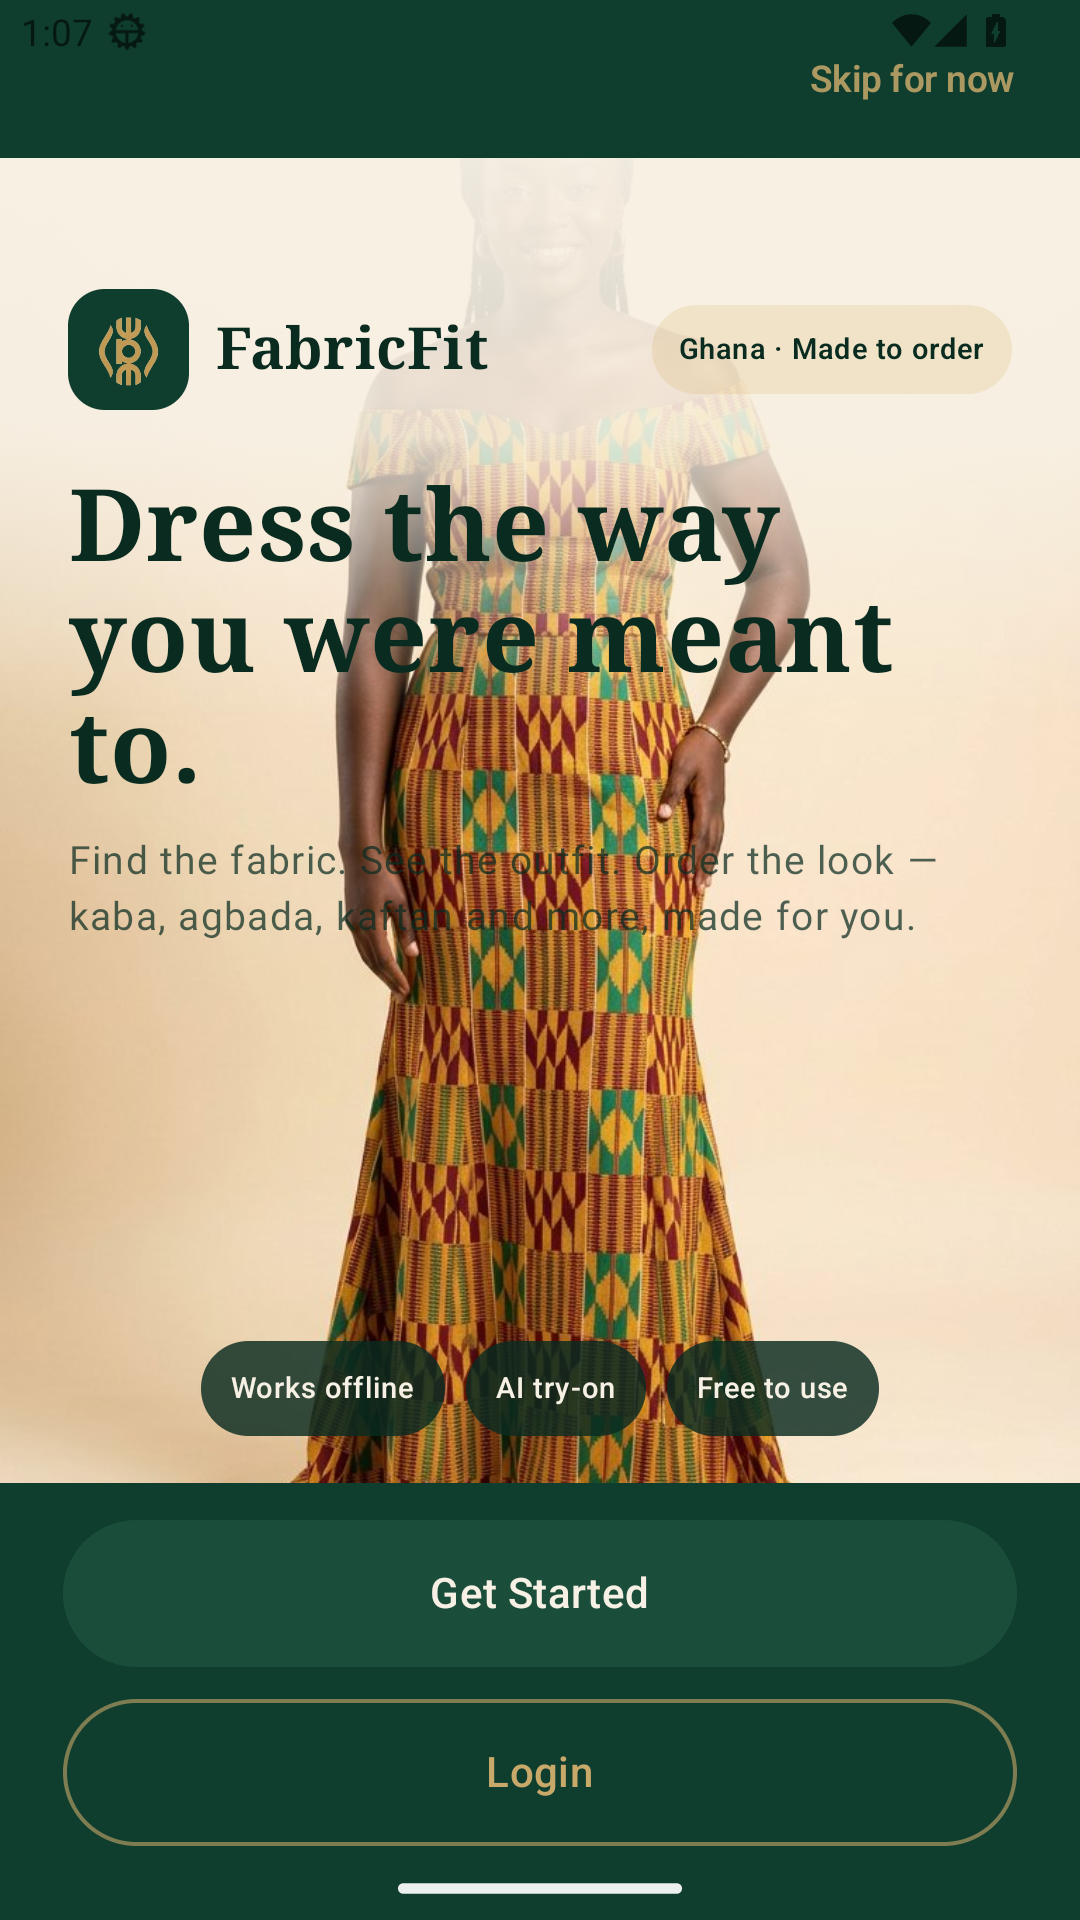 1:07
Skip for now
FabricFit
Ghana · Made to order
Dress the way
you were meant
to.
Find the fabric. See the outfit. Order the look —
kaba, agbada, kaftan and more, made for you.
Works offline
AI try-on
Free to use
Get Started
Login